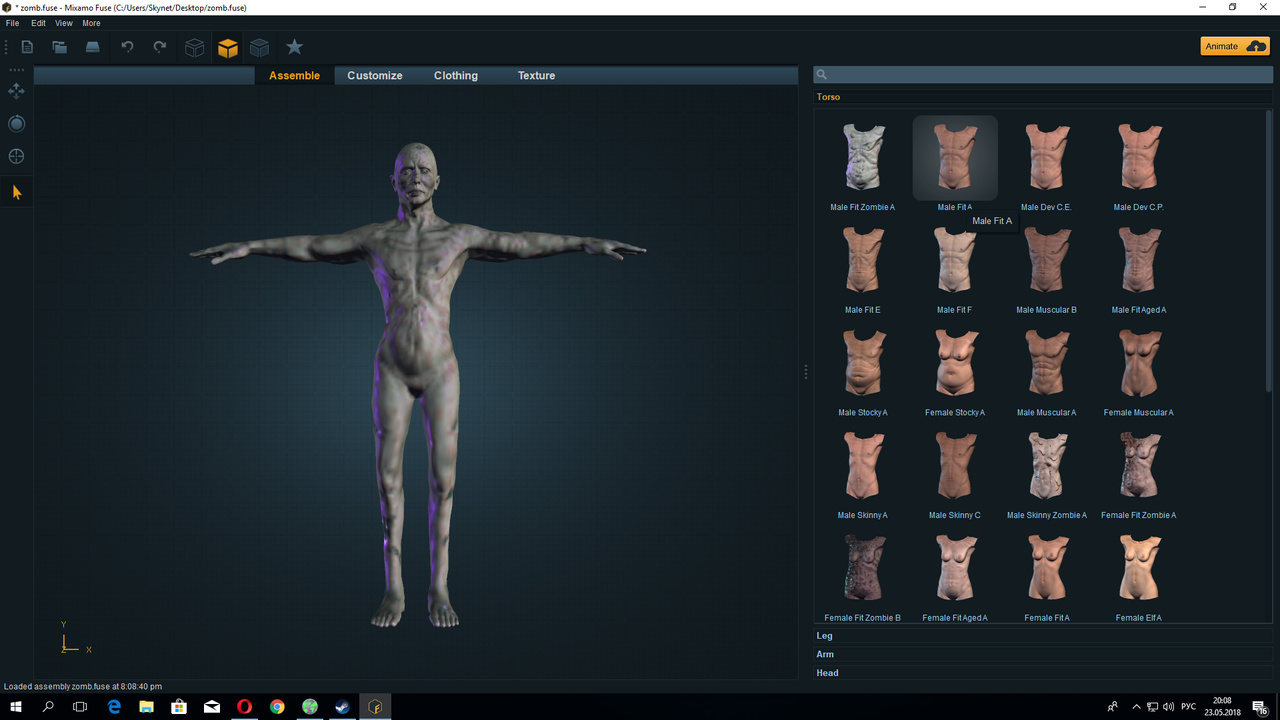 * zomb.fuse - Mixamo Fuse (C:/Users/Skynet/Desktop/zomb.fuse)
File Edit View More
Animate
Assemble Customize Clothing Texture
Torso
Male Fit Zombie A Male Fit A Male Dev C.E. Male Dev C.P.
Male Fit A
Male Fit E Male Fit F Male Muscular B Male Fit Aged A
Male Stocky A Female Stocky A Male Muscular A Female Muscular A
Male Skinny A Male Skinny C Male Skinny Zombie A Female Fit Zombie A
Female Fit Zombie B Female Fit Aged A Female Fit A Female Elf A
Y
Z X
Leg
Arm
Head
Loaded assembly zomb.fuse at 8:08:40 pm
РУС
20:08
23.05.2018
16